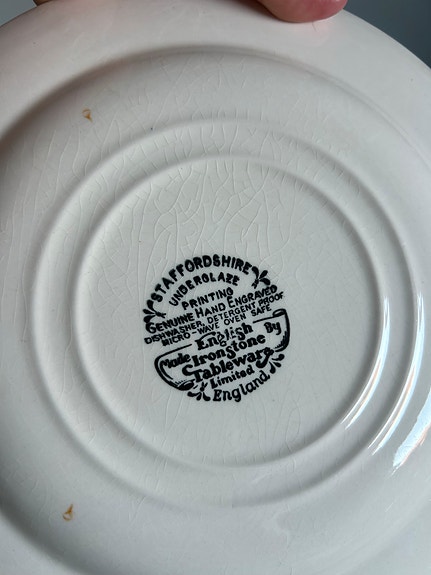 STAFFORDSHIRE
UNDERGLAZE
PRINTING
GENUINE HAND ENGRAVED
DISHWASHER, DETERGENT PROOF
MICRO-WAVE OVEN SAFE
Made English By
Ironstone
Tableware
Limited
England